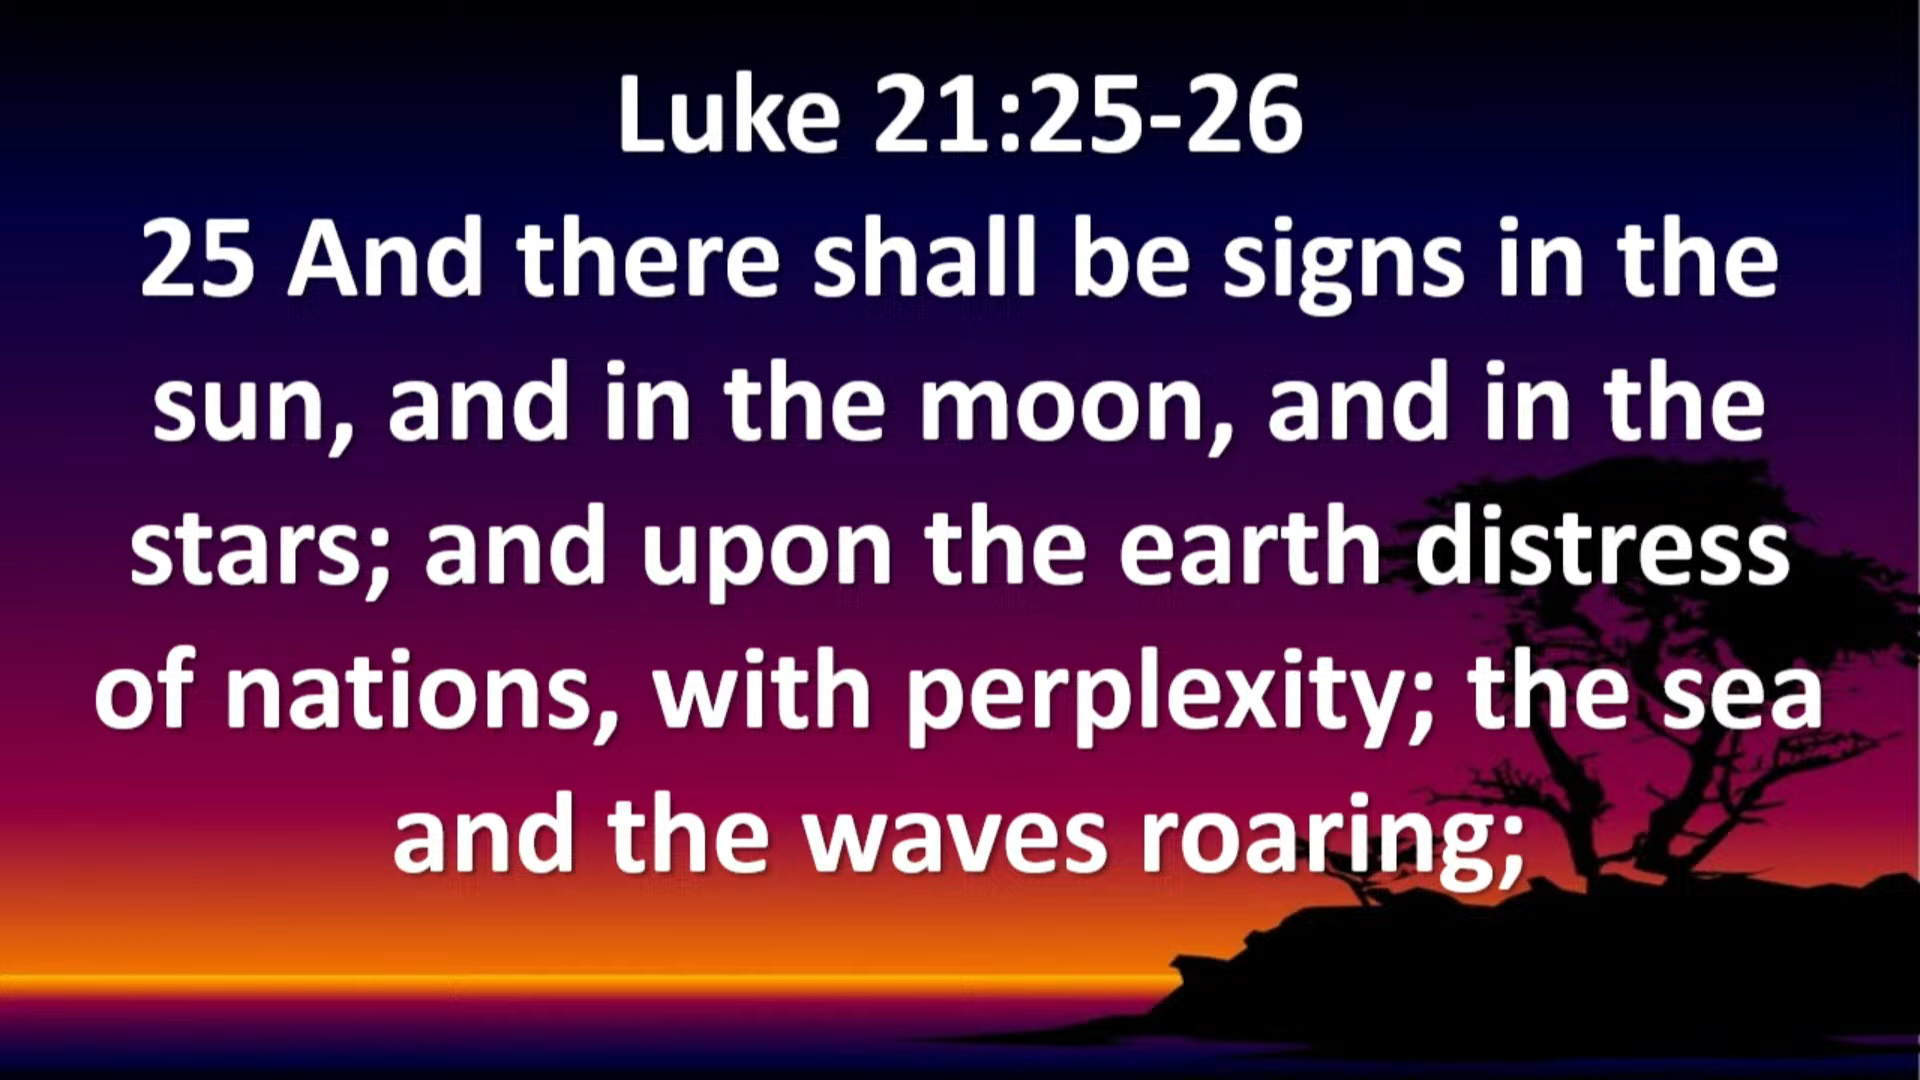 Luke 21:25-26
25 And there shall be signs in the
sun, and in the moon, and in the
stars; and upon the earth distress
of nations, with perplexity; the sea
and the waves roaring;